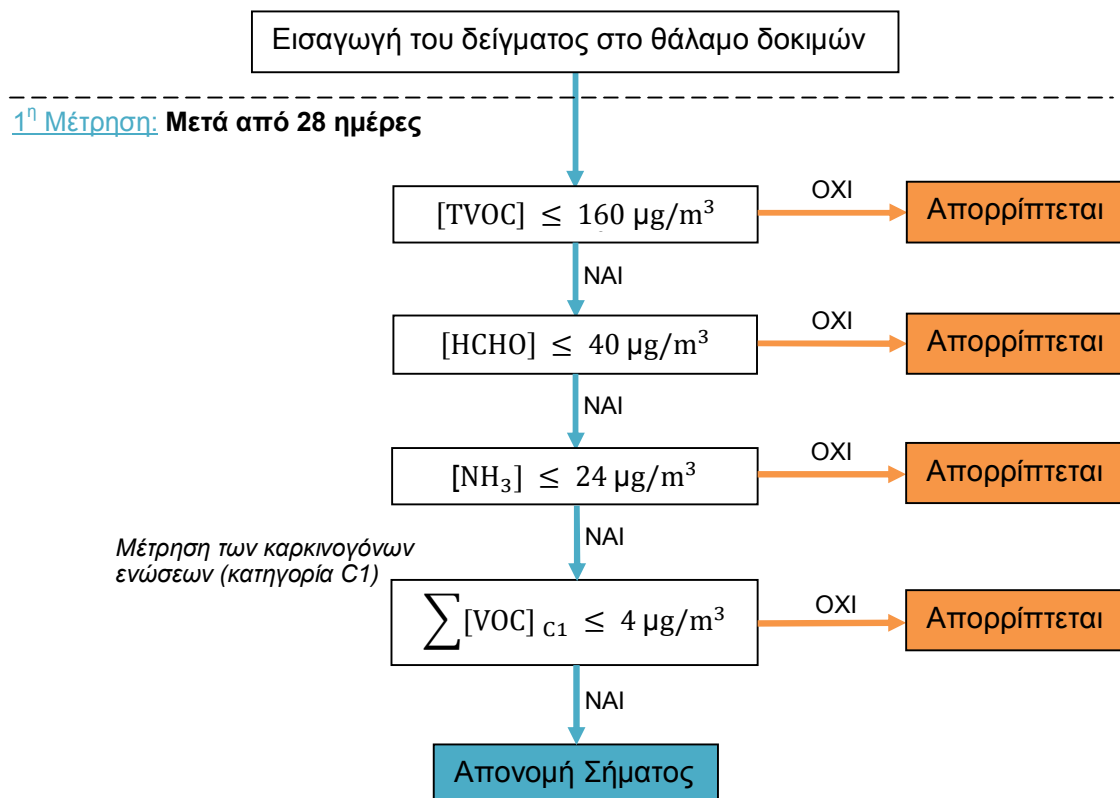 Εισαγωγή του δείγματος στο θάλαμο δοκιμών
1η Μέτρηση: Μετά από 28 ημέρες
[TVOC] ≤ 160 μg/m³
ΟΧΙ
Απορρίπτεται
ΝΑΙ
[HCHO] ≤ 40 μg/m³
ΟΧΙ
Απορρίπτεται
ΝΑΙ
[NH₃] ≤ 24 μg/m³
ΟΧΙ
Απορρίπτεται
ΝΑΙ
Μέτρηση των καρκινογόνων
ενώσεων (κατηγορία C1)
∑[VOC] C1 ≤ 4 μg/m³
ΟΧΙ
Απορρίπτεται
ΝΑΙ
Απονομή Σήματος